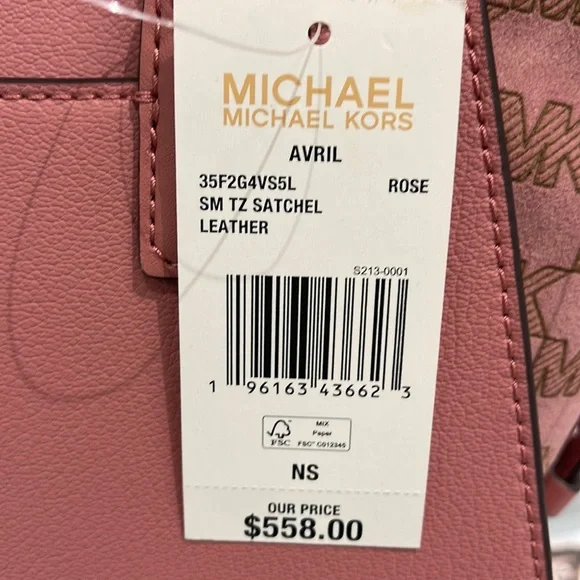 MICHAEL
MICHAEL KORS
AVRIL
35F2G4VS5L ROSE
SM TZ SATCHEL
LEATHER
S213-0001
1 96163 43662 3
FSC
MIX
Paper
FSC™ C012345
NS
OUR PRICE
$558.00